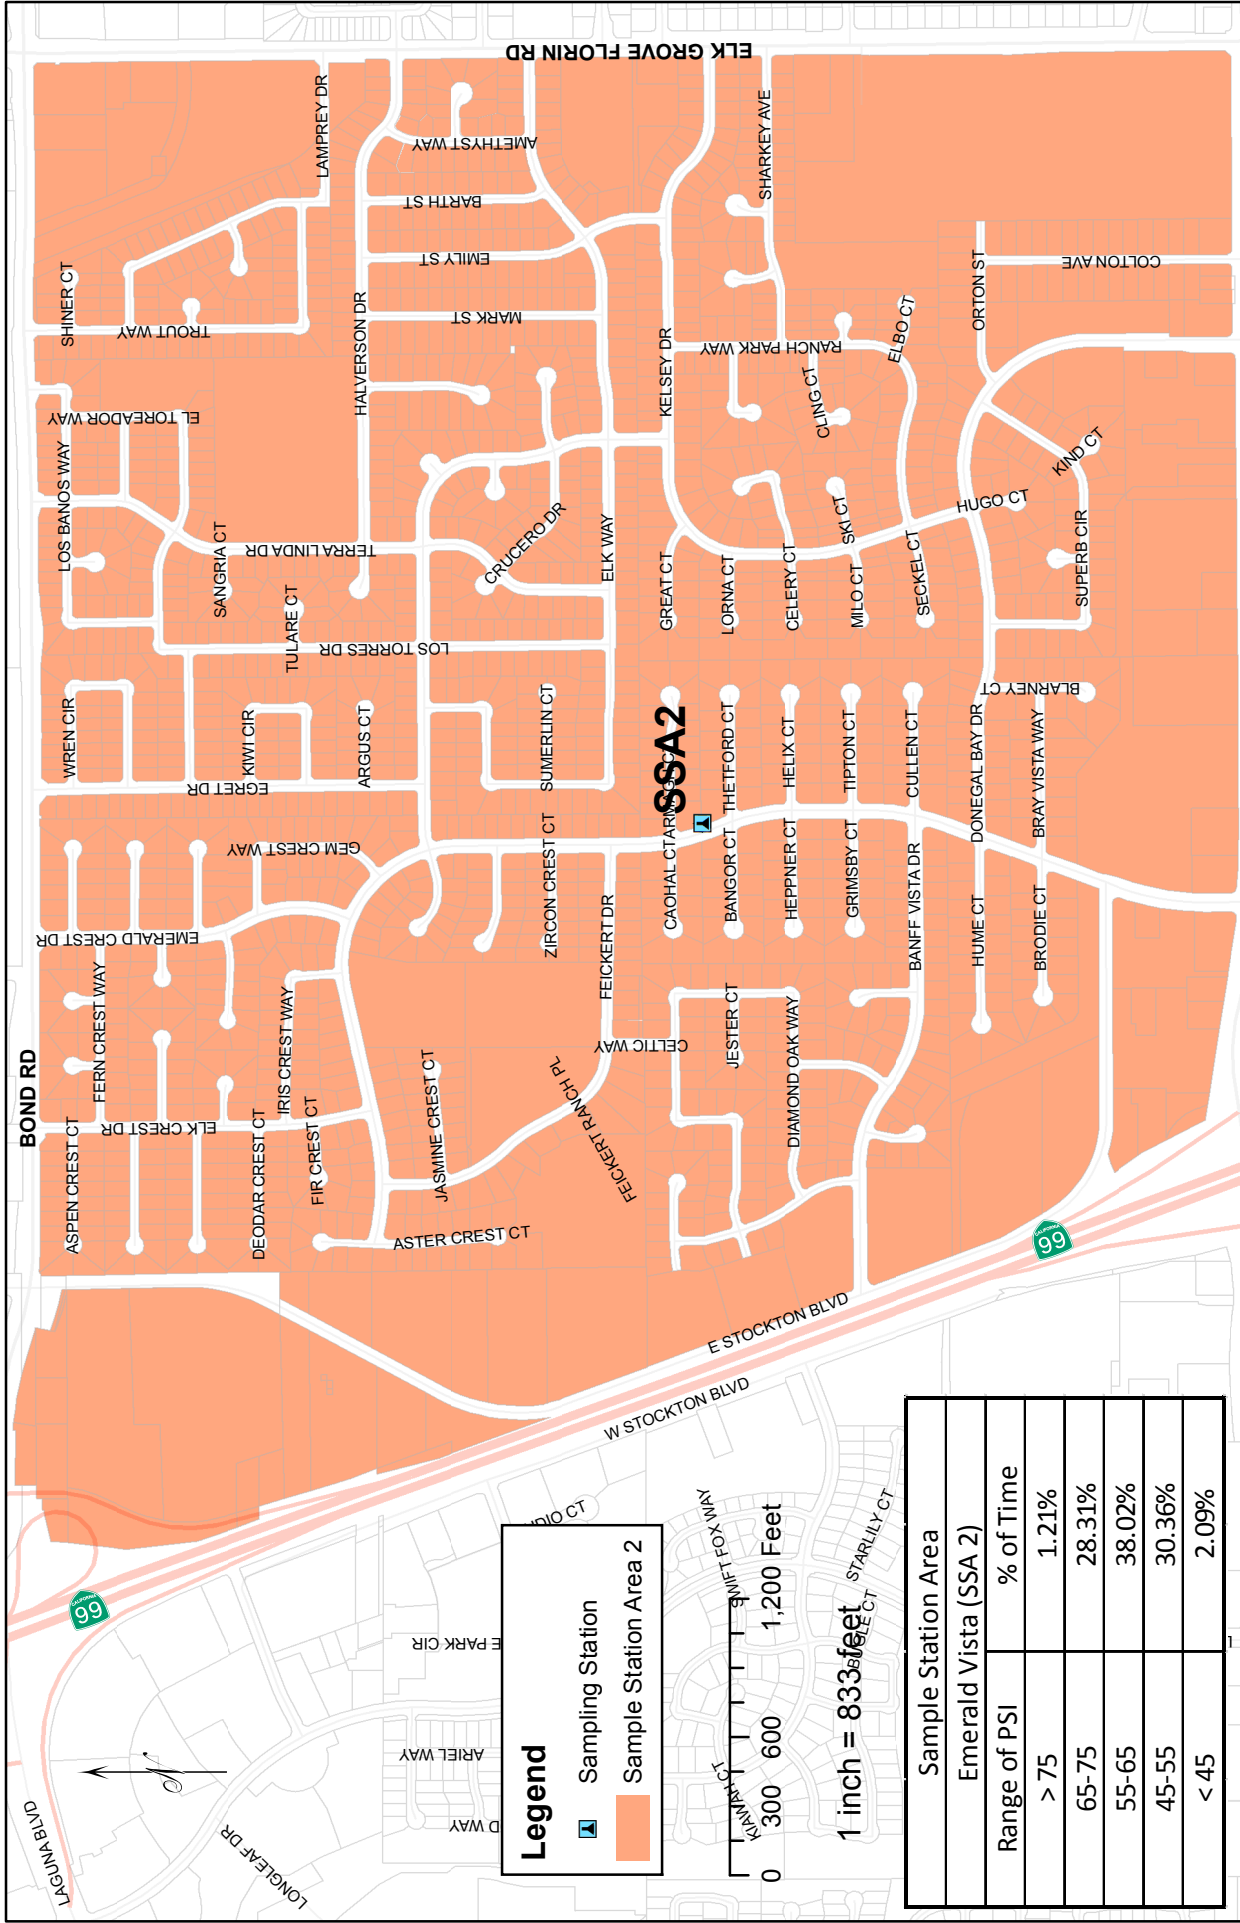 BOND RD
ELK GROVE FLORIN RD
LAGUNA BLVD
LONGLEAF DR
CALIFORNIA
99
E PARK CIR
ARIEL WAY
D WAY
W STOCKTON BLVD
E STOCKTON BLVD
CALIFORNIA
99
SWIFT FOX WAY
KIAWAH CT
STARLILY CT
BUGLE CT
ASPEN CREST CT
FERN CREST WAY
ELK CREST DR
DEODAR CREST CT
IRIS CREST WAY
FIR CREST CT
EMERALD CREST DR
GEM CREST WAY
JASMINE CREST CT
ASTER CREST CT
ZIRCON CREST CT
FEICKERT DR
FEICKERT RANCH PL
CELTIC WAY
JESTER CT
DIAMOND OAK WAY
WREN CIR
EGRET DR
KIWI CIR
ARGUS CT
SUMERLIN CT
LOS BANOS WAY
EL TOREADOR WAY
SANGRIA CT
TULARE CT
TERRA LINDA DR
LOS TORRES DR
CRUCERO DR
ELK WAY
SHINER CT
TROUT WAY
LAMPREY DR
HALVERSON DR
AMETHYST WAY
BARTH ST
EMILY ST
MARK ST
KELSEY DR
SHARKEY AVE
RANCH PARK WAY
CLING CT
ELBO CT
ORTON ST
COLTON AVE
KIND CT
HUGO CT
SUPERB CIR
GREAT CT
LORNA CT
CELERY CT
MILO CT
SKI CT
SECKEL CT
SSA2
CAOHAL CT
BANGOR CT
THETFORD CT
HEPPNER CT
HELIX CT
GRIMSBY CT
TIPTON CT
BANFF VISTA DR
CULLEN CT
HUME CT
DONEGAL BAY DR
BRODIE CT
BRAY VISTA WAY
BLARNEY CT
Legend
Sampling Station
Sample Station Area 2
0 300 600 1,200 Feet
1 inch = 833 feet
Sample Station Area
Emerald Vista (SSA 2)
Range of PSI % of Time
> 75 1.21%
65-75 28.31%
55-65 38.02%
45-55 30.36%
< 45 2.09%